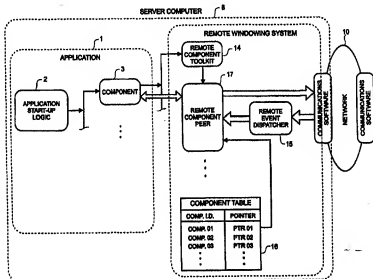 SERVER COMPUTER
8
REMOTE WINDOWING SYSTEM
1
APPLICATION
2
APPLICATION
START-UP
LOGIC
3
COMPONENT
REMOTE
COMPONENT
TOOLKIT
14
17
REMOTE
COMPONENT
PEER
REMOTE
EVENT
DISPATCHER
15
10
COMMUNICATIONS
SOFTWARE
NETWORK
COMMUNICATIONS
SOFTWARE
COMPONENT TABLE
COMP. I.D. POINTER
COMP. 01 PTR 01
COMP. 02 PTR 02
COMP. 03 PTR 03
16